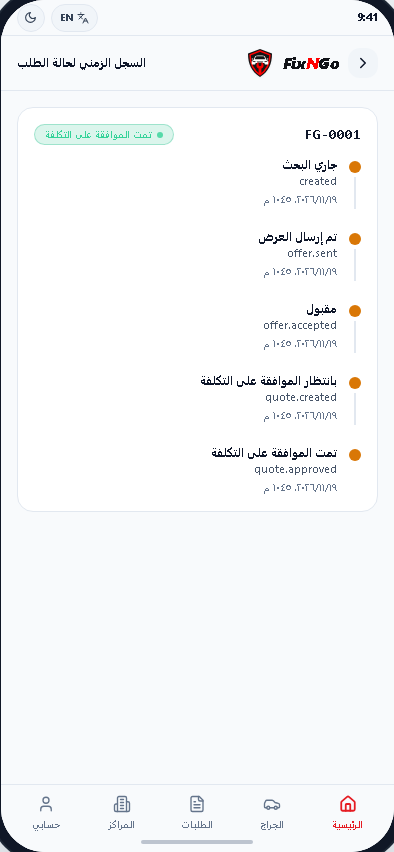 9:41
EN
FixNGo
السجل الزمني لحالة الطلب
FG-0001
تمت الموافقة على التكلفة
جاري البحث
created
١٩‏/١١‏/٢٠٢٦، ١٠:٤٥ م
تم إرسال العرض
offer.sent
١٩‏/١١‏/٢٠٢٦، ١٠:٤٥ م
مقبول
offer.accepted
١٩‏/١١‏/٢٠٢٦، ١٠:٤٥ م
بانتظار الموافقة على التكلفة
quote.created
١٩‏/١١‏/٢٠٢٦، ١٠:٤٥ م
تمت الموافقة على التكلفة
quote.approved
١٩‏/١١‏/٢٠٢٦، ١٠:٤٥ م
الرئيسية
الجراج
الطلبات
المراكز
حسابي